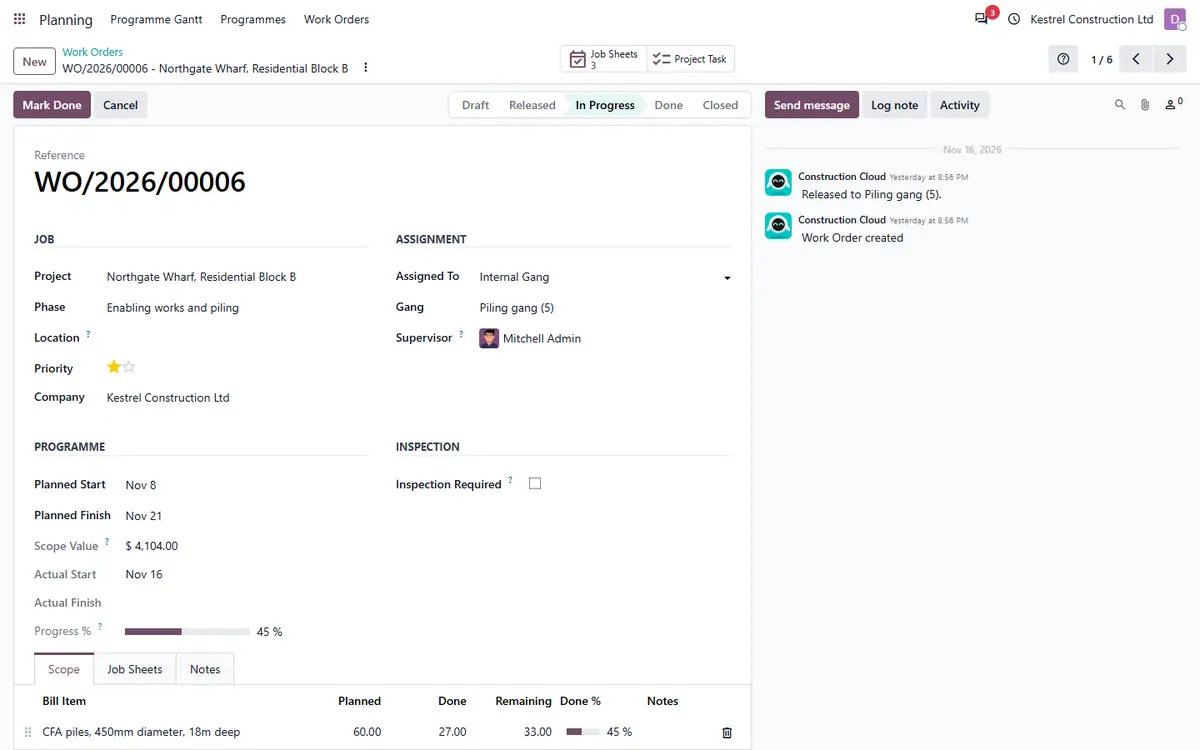 Planning Programme Gantt Programmes Work Orders 3 Kestrel Construction Ltd D
New Work Orders
WO/2026/00006 - Northgate Wharf, Residential Block B
Job Sheets
3
Project Task
1 / 6
Mark Done Cancel Draft Released In Progress Done Closed Send message Log note Activity 0
Reference
WO/2026/00006
JOB
Project Northgate Wharf, Residential Block B
Phase Enabling works and piling
Location ?
Priority
Company Kestrel Construction Ltd
ASSIGNMENT
Assigned To Internal Gang
Gang Piling gang (5)
Supervisor ? Mitchell Admin
PROGRAMME
Planned Start Nov 8
Planned Finish Nov 21
Scope Value ? $ 4,104.00
Actual Start Nov 16
Actual Finish
Progress % ? 45 %
INSPECTION
Inspection Required ?
Scope Job Sheets Notes
Bill Item Planned Done Remaining Done % Notes
CFA piles, 450mm diameter, 18m deep 60.00 27.00 33.00 45 %
Nov 16, 2026
Construction Cloud Yesterday at 8:56 PM
Released to Piling gang (5).
Construction Cloud Yesterday at 8:56 PM
Work Order created